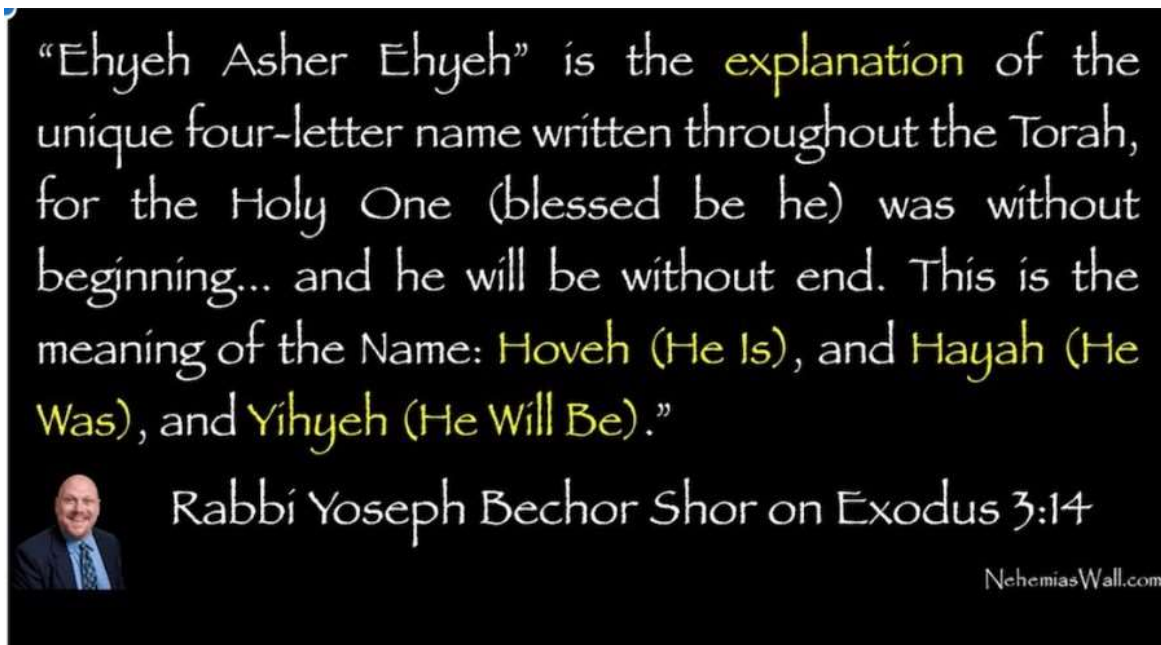 “Ehyeh Asher Ehyeh” is the explanation of the
unique four-letter name written throughout the Torah,
for the Holy One (blessed be he) was without
beginning... and he will be without end. This is the
meaning of the Name: Hoveh (He Is), and Hayah (He
Was), and Yihyeh (He Will Be).”
Rabbi Yoseph Bechor Shor on Exodus 3:14
NehemiasWall.com